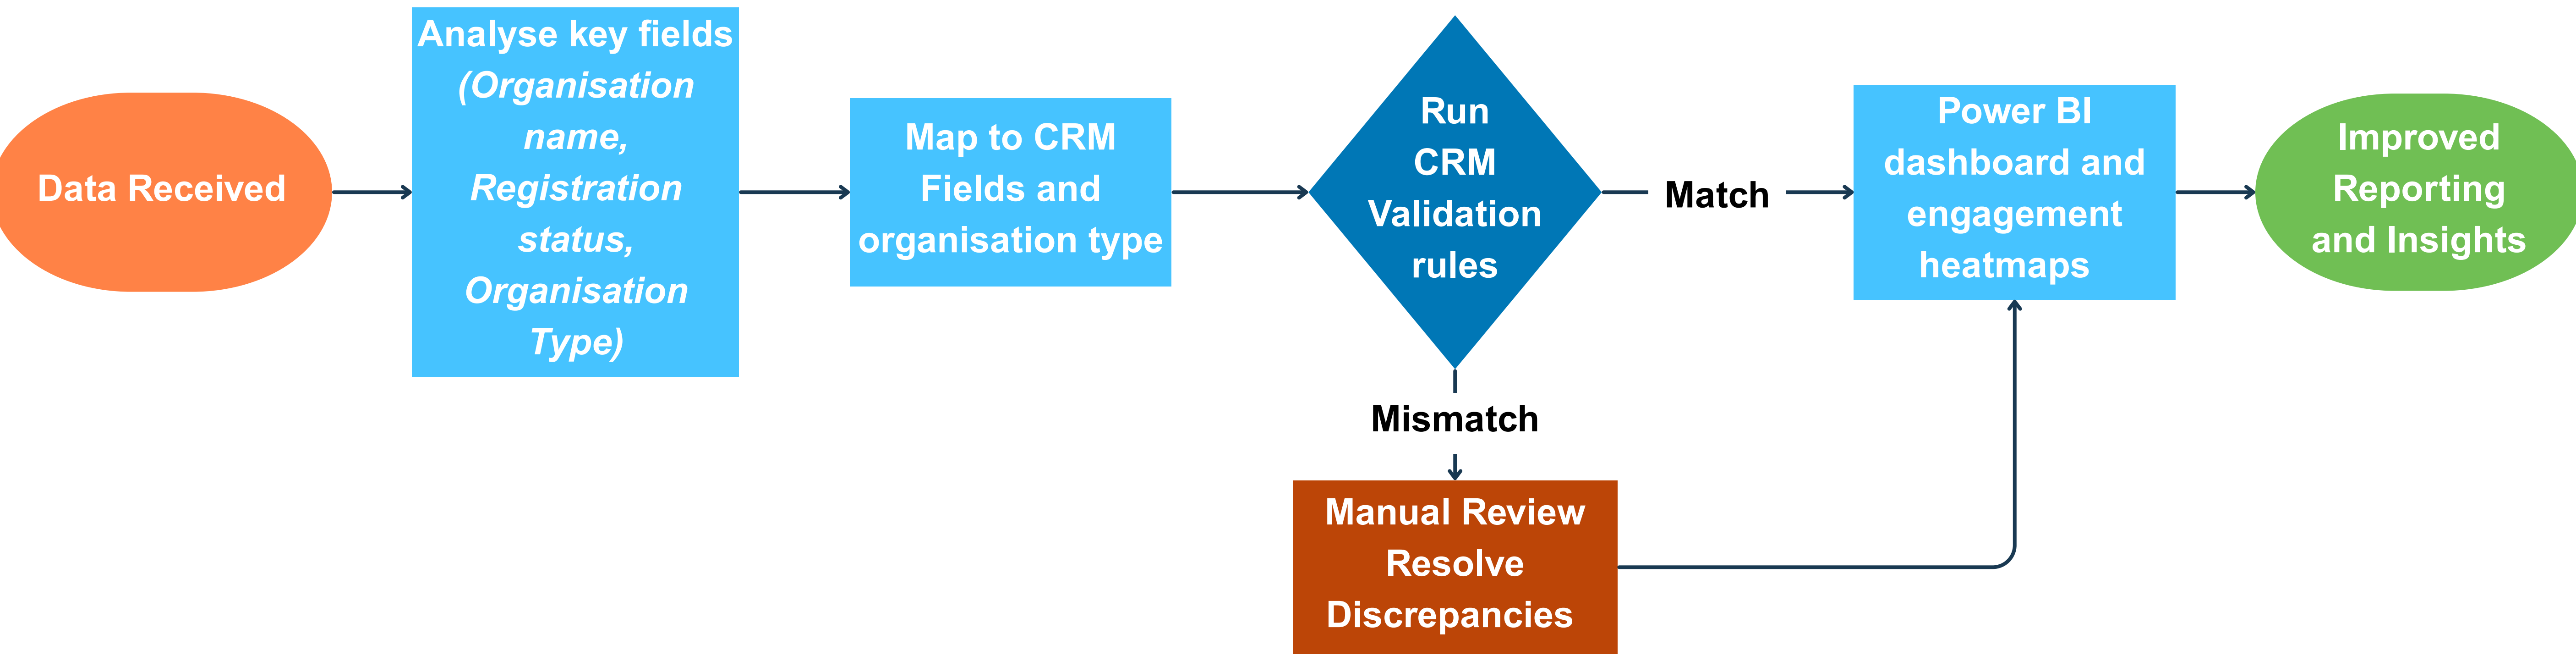 Data Received
Analyse key fields
(Organisation
name,
Registration
status,
Organisation
Type)
Map to CRM
Fields and
organisation type
Run
CRM
Validation
rules
Match
Mismatch
Manual Review
Resolve
Discrepancies
Power BI
dashboard and
engagement
heatmaps
Improved
Reporting
and Insights